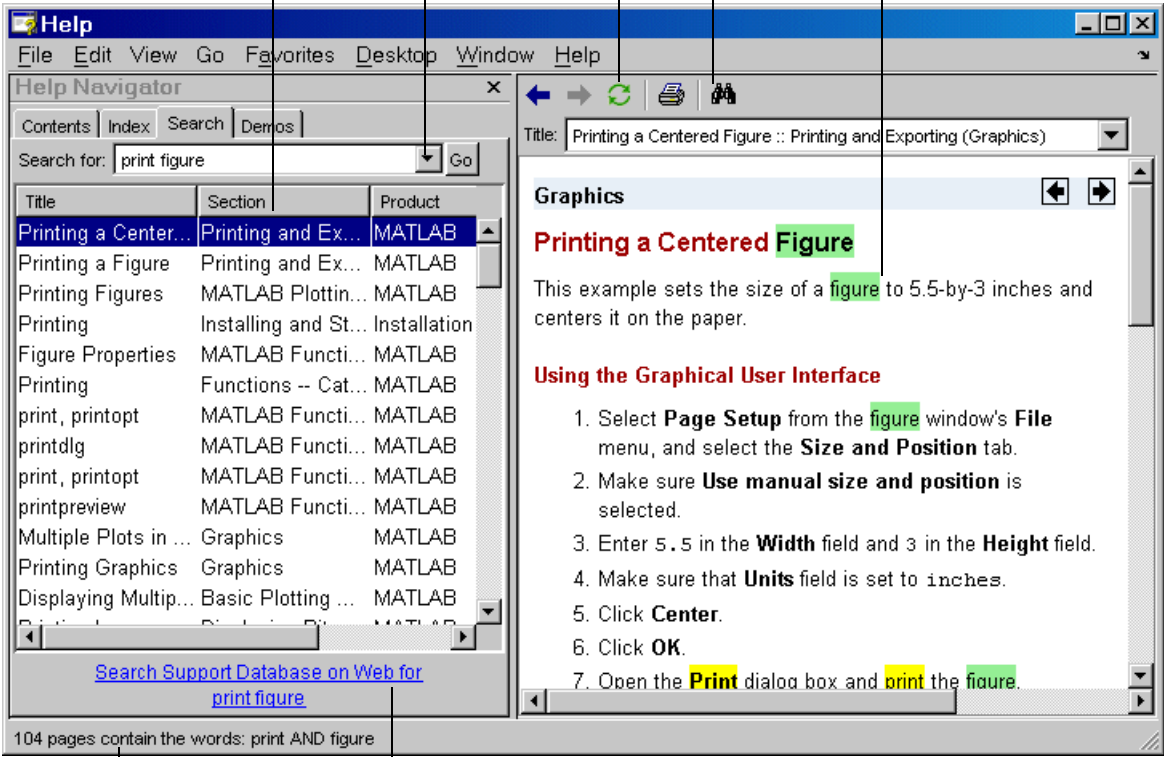 Help
File Edit View Go Favorites Desktop Window Help
Help Navigator
Contents Index Search Demos
Search for: print figure Go
Title Section Product
Printing a Center... Printing and Ex... MATLAB
Printing a Figure Printing and Ex... MATLAB
Printing Figures MATLAB Plottin... MATLAB
Printing Installing and St... Installation
Figure Properties MATLAB Functi... MATLAB
Printing Functions -- Cat... MATLAB
print, printopt MATLAB Functi... MATLAB
printdlg MATLAB Functi... MATLAB
print, printopt MATLAB Functi... MATLAB
printpreview MATLAB Functi... MATLAB
Multiple Plots in ... Graphics MATLAB
Printing Graphics Graphics MATLAB
Displaying Multip... Basic Plotting ... MATLAB
Search Support Database on Web for
print figure
Title: Printing a Centered Figure :: Printing and Exporting (Graphics)
Graphics
Printing a Centered Figure
This example sets the size of a figure to 5.5-by-3 inches and
centers it on the paper.
Using the Graphical User Interface
1. Select Page Setup from the figure window's File
menu, and select the Size and Position tab.
2. Make sure Use manual size and position is
selected.
3. Enter 5.5 in the Width field and 3 in the Height field.
4. Make sure that Units field is set to inches.
5. Click Center.
6. Click OK.
7. Open the Print dialog box and print the figure.
104 pages contain the words: print AND figure